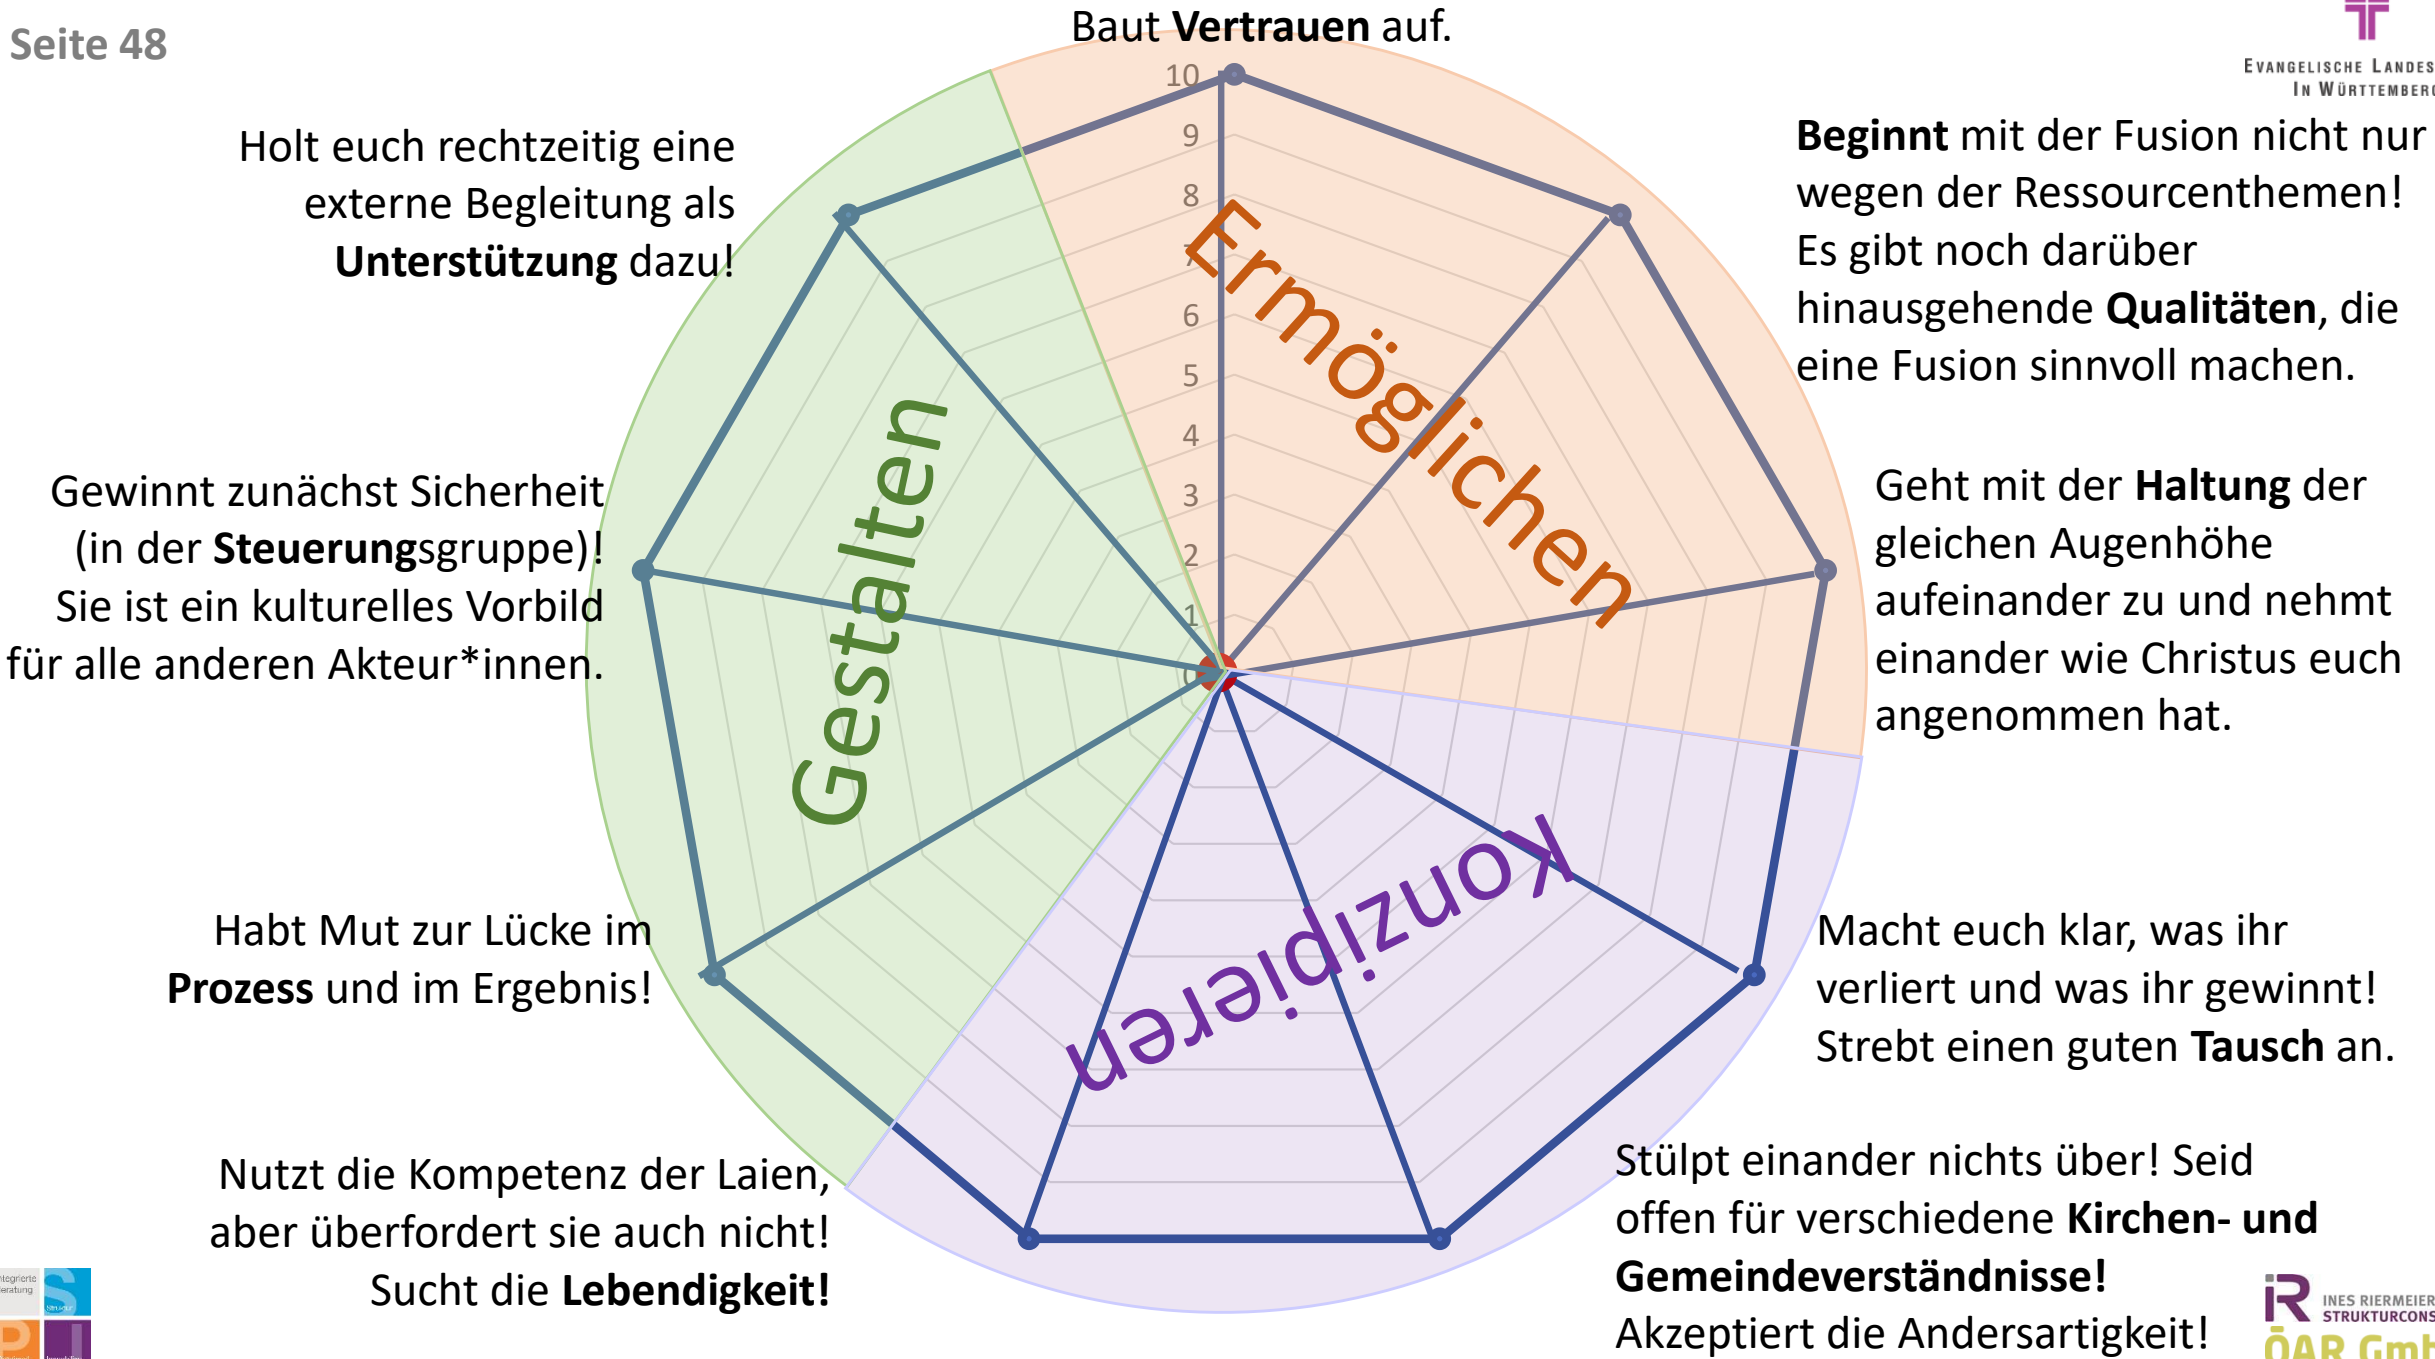 Seite 48
Baut Vertrauen auf.
EVANGELISCHE LANDES
IN WÜRTTEMBERG
Holt euch rechtzeitig eine
externe Begleitung als
Unterstützung dazu!
Beginnt mit der Fusion nicht nur
wegen der Ressourcenthemen!
Es gibt noch darüber
hinausgehende Qualitäten, die
eine Fusion sinnvoll machen.
Gewinnt zunächst Sicherheit
(in der Steuerungsgruppe)!
Sie ist ein kulturelles Vorbild
für alle anderen Akteur*innen.
Geht mit der Haltung der
gleichen Augenhöhe
aufeinander zu und nehmt
einander wie Christus euch
angenommen hat.
10
9
8
7
6
5
4
3
2
1
0
Ermöglichen
Gestalten
Konzipieren
Habt Mut zur Lücke im
Prozess und im Ergebnis!
Macht euch klar, was ihr
verliert und was ihr gewinnt!
Strebt einen guten Tausch an.
Nutzt die Kompetenz der Laien,
aber überfordert sie auch nicht!
Sucht die Lebendigkeit!
Stülpt einander nichts über! Seid
offen für verschiedene Kirchen- und
Gemeindeverständnisse!
Akzeptiert die Andersartigkeit!
S
Struktur
P
I
iR
INES RIERMEIER
STRUKTURCONS
ÖAR Gmb